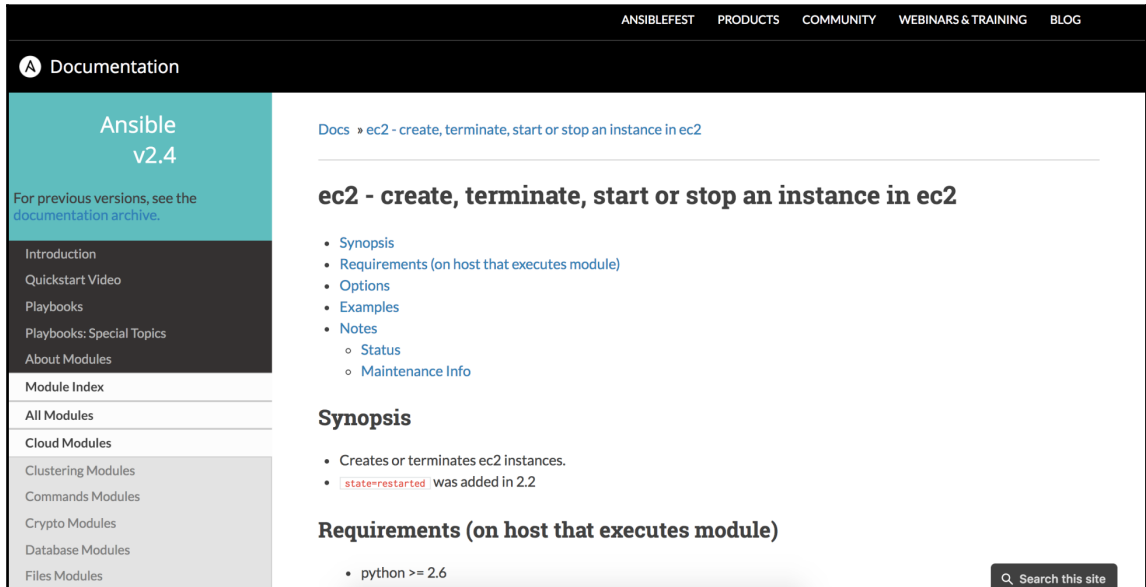 ANSIBLEFEST PRODUCTS COMMUNITY WEBINARS & TRAINING BLOG
A Documentation
Ansible
v2.4
For previous versions, see the
documentation archive.
Introduction
Quickstart Video
Playbooks
Playbooks: Special Topics
About Modules
Module Index
All Modules
Cloud Modules
Clustering Modules
Commands Modules
Crypto Modules
Database Modules
Files Modules
Docs » ec2 - create, terminate, start or stop an instance in ec2
ec2 - create, terminate, start or stop an instance in ec2
• Synopsis
• Requirements (on host that executes module)
• Options
• Examples
• Notes
◦ Status
◦ Maintenance Info
Synopsis
• Creates or terminates ec2 instances.
• state=restarted was added in 2.2
Requirements (on host that executes module)
• python >= 2.6
Search this site